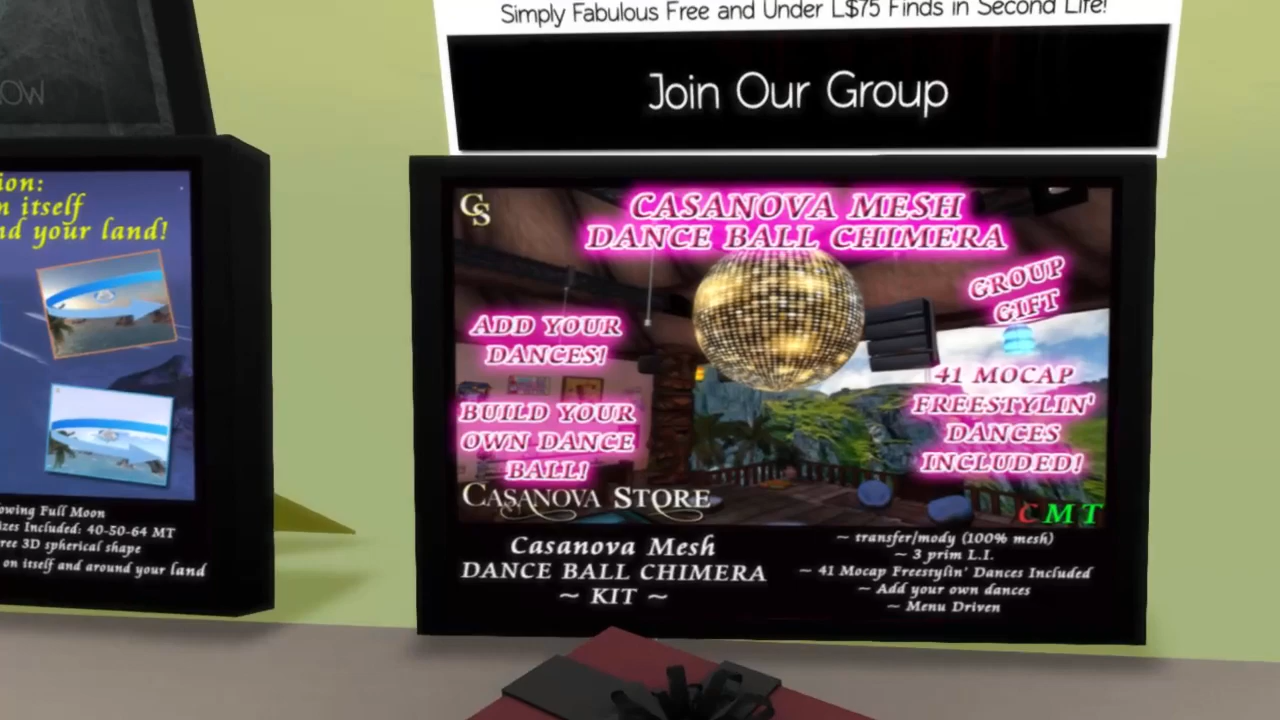 Simply Fabulous Free and Under L$75 Finds in Second Life!
Join Our Group
OW
ion:
n itself
nd your land!
owing Full Moon
izes Included: 40-50-64 MT
ree 3D spherical shape
on itself and around your land
CS
CASANOVA MESH
DANCE BALL CHIMERA
GROUP
GIFT
ADD YOUR
DANCES!
BUILD YOUR
OWN DANCE
BALL!
41 MOCAP
FREESTYLIN'
DANCES
INCLUDED!
CASANOVA STORE
CMT
Casanova Mesh
DANCE BALL CHIMERA
~ KIT ~
~ transfer/mody (100% mesh)
~ 3 prim L.I.
~ 41 Mocap Freestylin' Dances Included
~ Add your own dances
~ Menu Driven